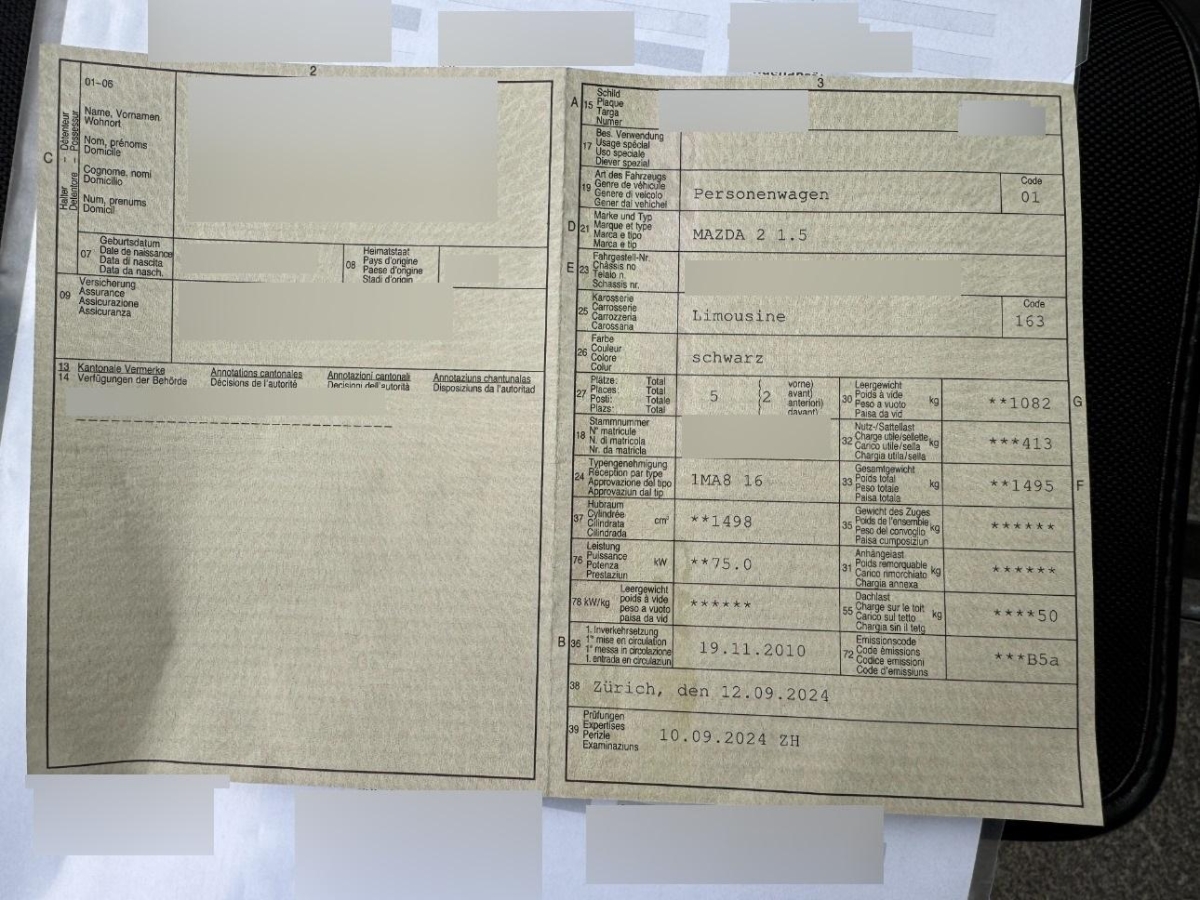 2
01–06
Name, Vornamen
Wohnort
Nom, prénoms
Domicile
Cognome, nomi
Domicilio
Num, prenums
Domicil
C
Halter – Détenteur
Detentore – Possessur
07
Geburtsdatum
Date de naissance
Data di nascita
Data da nasch.
08
Heimatstaat
Pays d'origine
Paese d'origine
Stadi d'origin
09
Versicherung
Assurance
Assicurazione
Assicuranza
13 Kantonale Vermerke Annotations cantonales Annotazioni cantonali Annotaziuns chantunalas
14 Verfügungen der Behörde Décisions de l'autorité Decisioni dell'autorità Disposiziuns da l'autoritad
3
A 15
Schild
Plaque
Targa
Numer
17
Bes. Verwendung
Usage spécial
Uso speciale
Diever spezial
19
Art des Fahrzeugs
Genre de véhicule
Genere di veicolo
Gener dal vehichel
Personenwagen
Code
01
D 21
Marke und Typ
Marque et type
Marca e tipo
Marca e tip
MAZDA 2 1.5
E 23
Fahrgestell-Nr.
Châssis no
Telaio n.
Schassis nr.
25
Karosserie
Carrosserie
Carrozzeria
Carossaria
Limousine
Code
163
26
Farbe
Couleur
Colore
Colur
schwarz
27
Plätze: Total
Places: Total
Posti: Totale
Plazs: Total
5 (2
vorne)
avant)
anteriori)
davant)
30
Leergewicht
Poids à vide
Peso a vuoto
Paisa da vid
kg
**1082
G
18
Stammnummer
N° matricule
N. di matricola
Nr. da matricla
32
Nutz-/Sattellast
Charge utile/sellette
Carico utile/sella
Chargia utila/sella
kg
***413
24
Typengenehmigung
Réception par type
Approvazione del tipo
Approvaziun dal tip
1MA8 16
33
Gesamtgewicht
Poids total
Peso totale
Paisa totala
kg
**1495
F
37
Hubraum
Cylindrée
Cilindrata
Cilindrada
cm³
**1498
35
Gewicht des Zuges
Poids de l'ensemble
Peso del convoglio
Paisa cumposiziun
kg
******
76
Leistung
Puissance
Potenza
Prestaziun
kW
**75.0
31
Anhängelast
Poids remorquable
Carico rimorchiato
Chargia annexa
kg
******
78 kW/kg
Leergewicht
poids à vide
peso a vuoto
paisa da vid
******
55
Dachlast
Charge sur le toit
Carico sul tetto
Chargia sin il tetg
kg
****50
B 36
1. Inverkehrsetzung
1re mise en circulation
1a messa in circolazione
1. entrada en circulaziun
19.11.2010
72
Emissionscode
Code émissions
Codice emissioni
Code d'emissiuns
***B5a
38 Zürich, den 12.09.2024
39
Prüfungen
Expertises
Perizie
Examinaziuns
10.09.2024 ZH